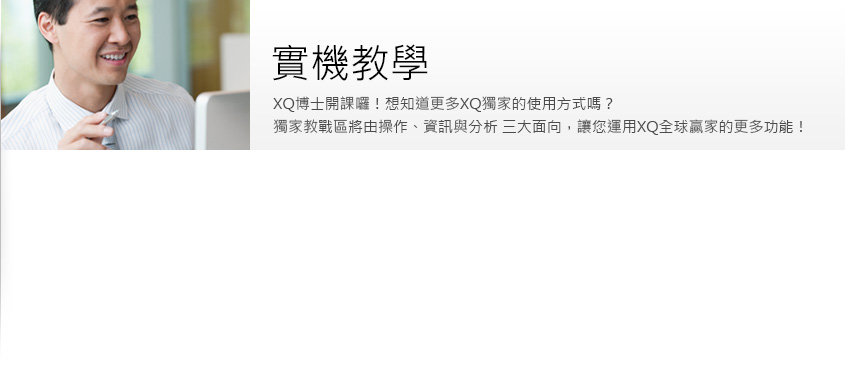 實機教學
XQ博士開課囉！想知道更多XQ獨家的使用方式嗎？
獨家教戰區將由操作、資訊與分析 三大面向，讓您運用XQ全球贏家的更多功能！